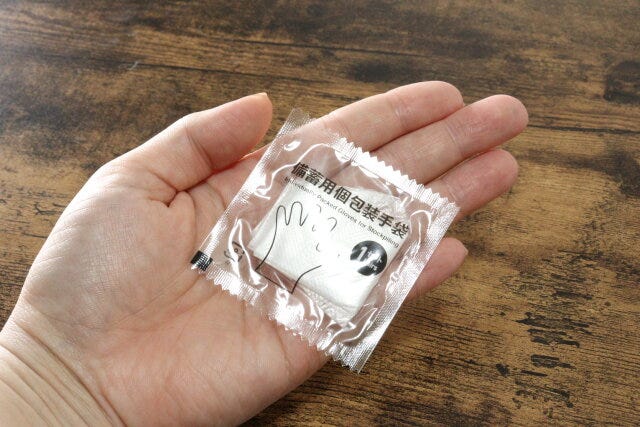 備蓄用個包装手袋
Individually Packed Gloves for Stockpiling